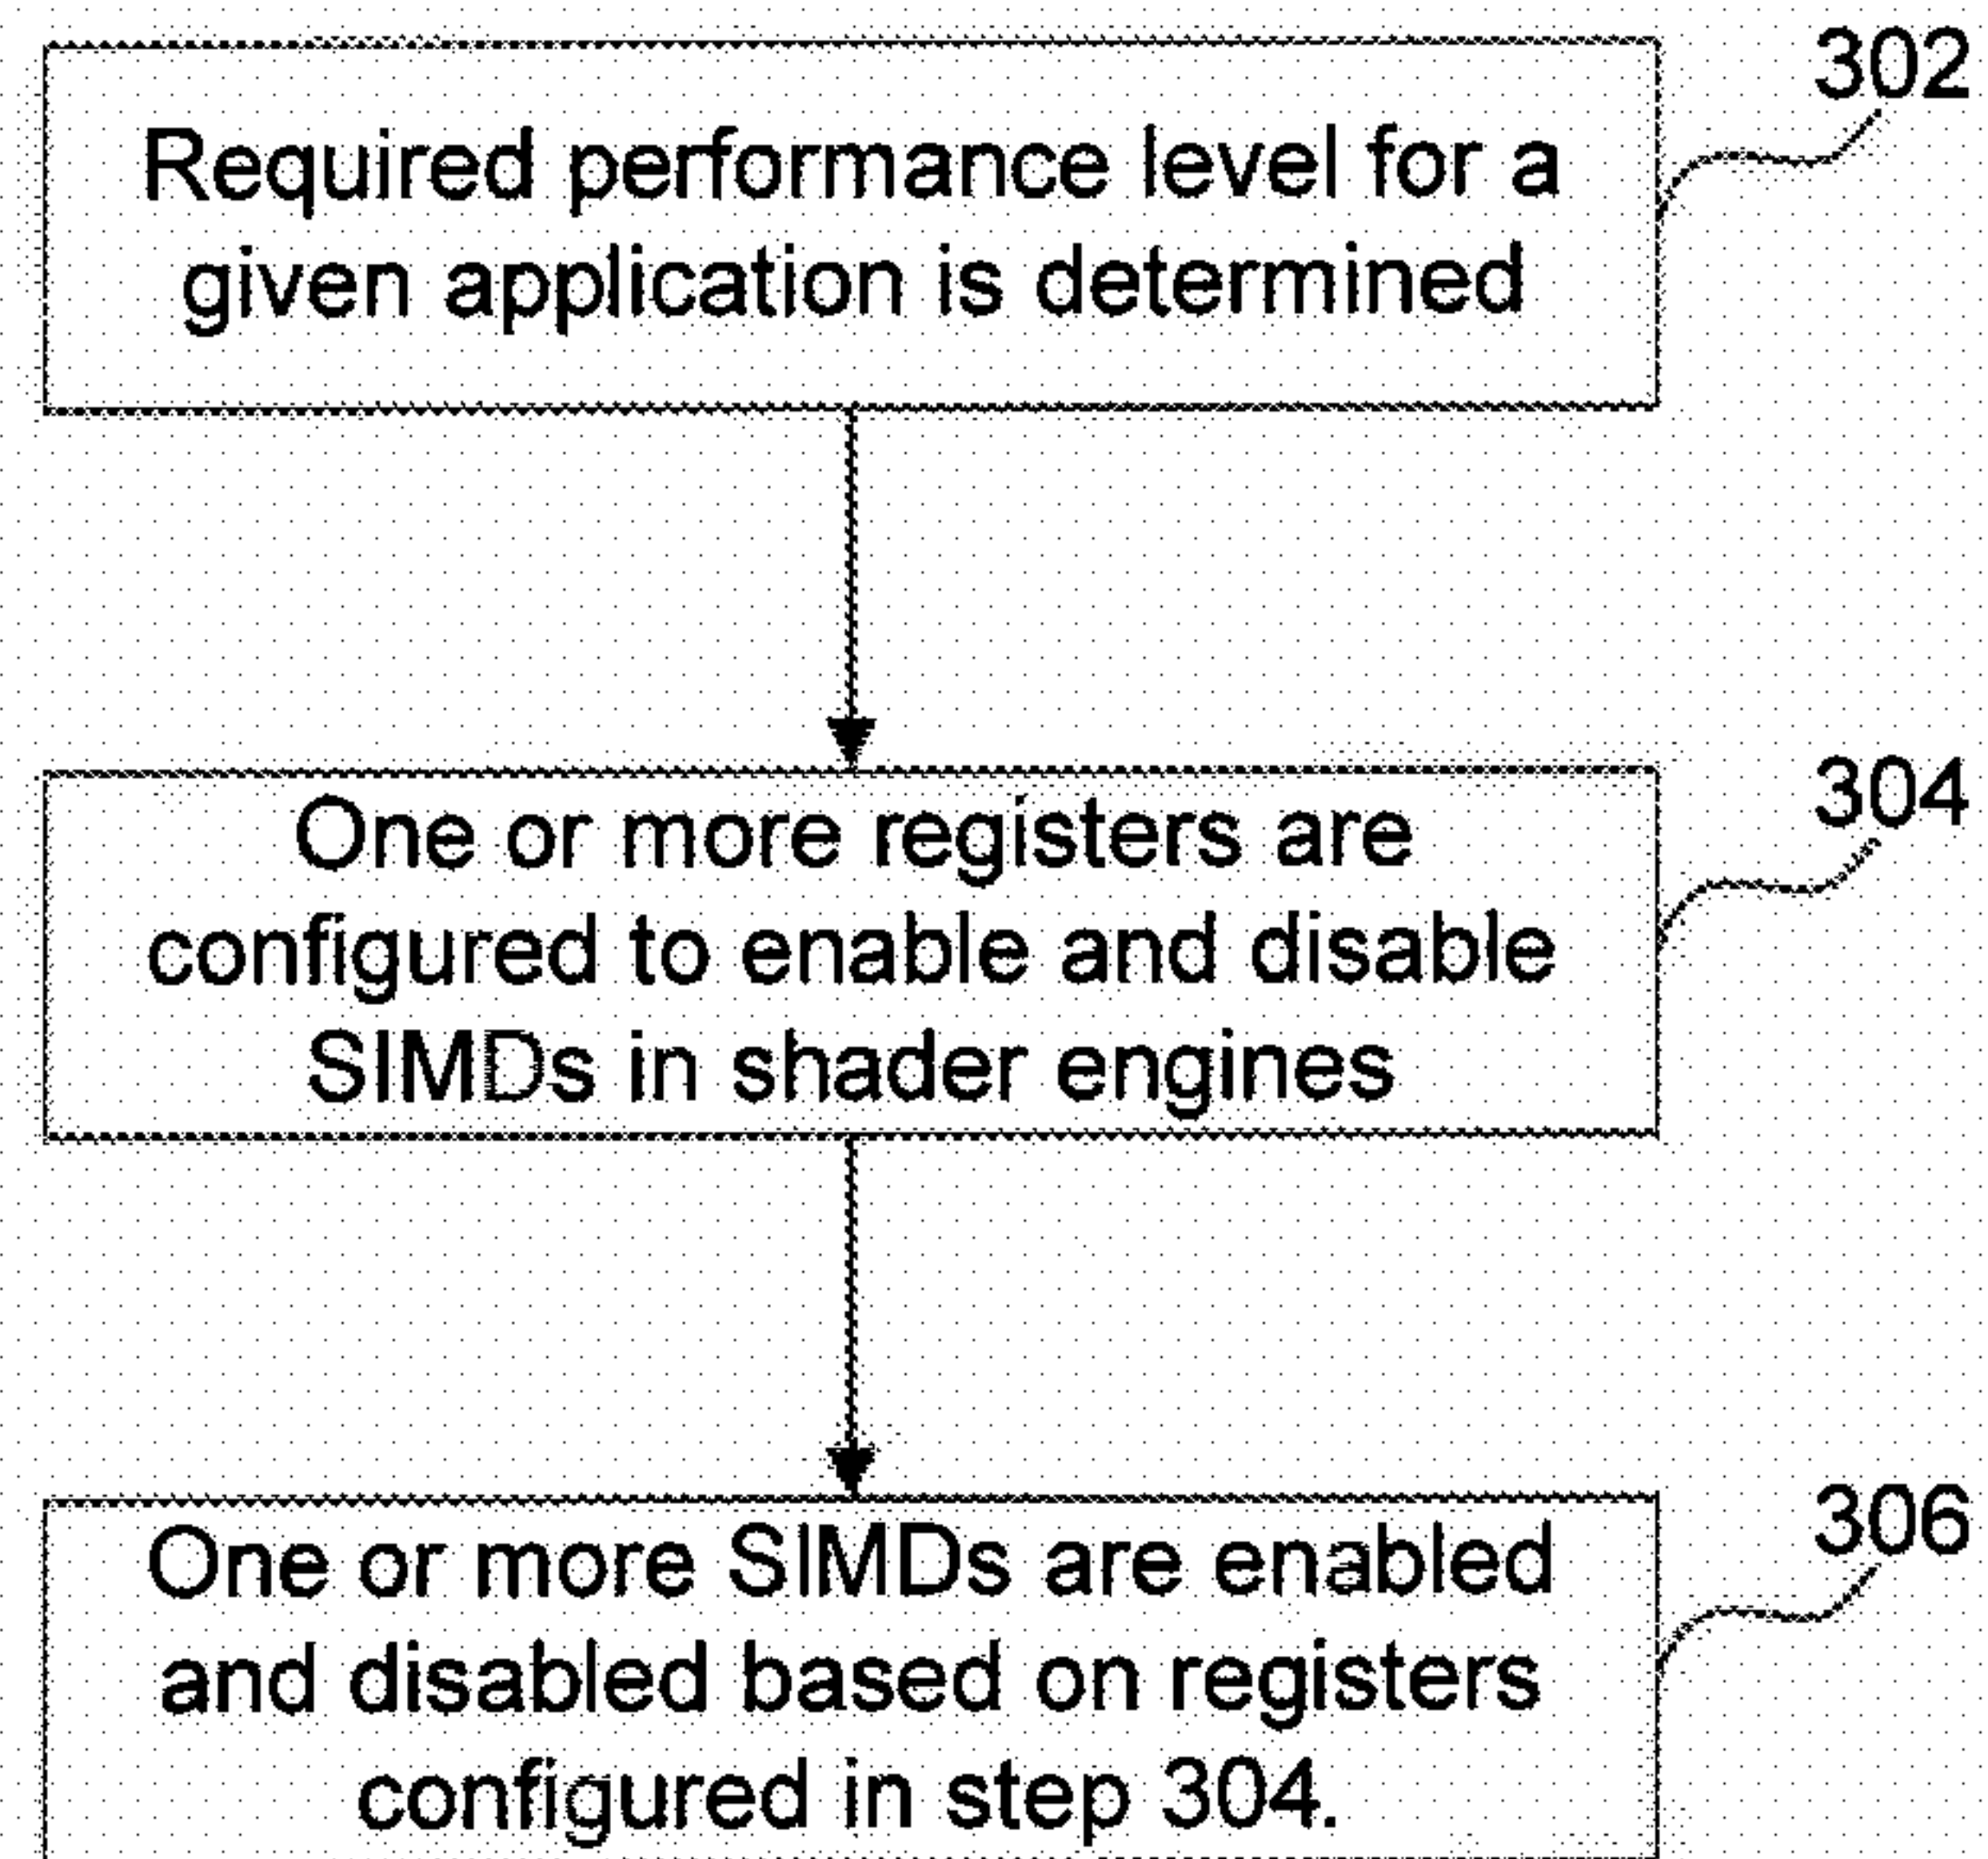 302
Required performance level for a
given application is determined
304
One or more registers are
configured to enable and disable
SIMDs in shader engines
306
One or more SIMDs are enabled
and disabled based on registers
configured in step 304.